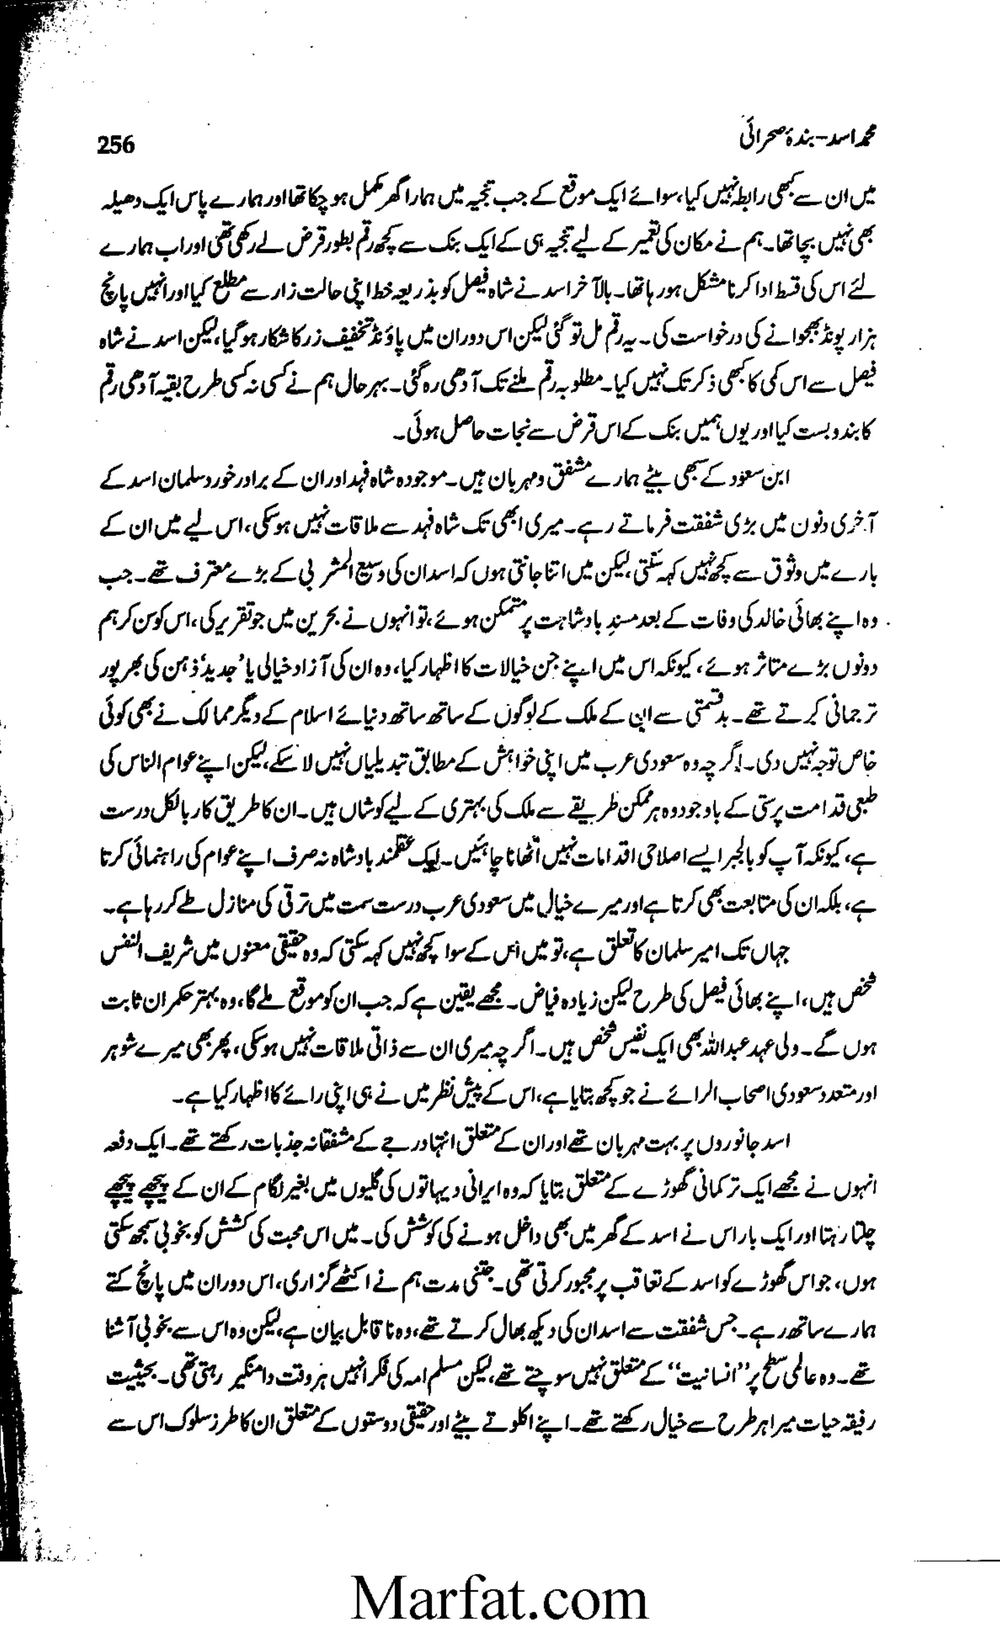 محمد اسد – بندۂ صحرائی
256
میں ان سے کبھی رابطہ نہیں کیا، سوائے ایک موقع کے جب تنجیہ میں ہمارا گھر مکمل ہو چکا تھا اور ہمارے پاس ایک دھیلہ
بھی نہیں بچا تھا۔ ہم نے مکان کی تعمیر کے لیے تنجیہ ہی کے ایک بنک سے کچھ رقم بطور قرض لے رکھی تھی اور اب ہمارے
لئے اس کی قسط ادا کرنا مشکل ہو رہا تھا۔ بالآخر اسد نے شاہ فیصل کو بذریعہ خط اپنی حالت زار سے مطلع کیا اور انہیں پانچ
ہزار پونڈ بھجوانے کی درخواست کی۔ یہ رقم مل تو گئی لیکن اس دوران میں پاؤنڈ تخفیف زر کا شکار ہو گیا، لیکن اسد نے شاہ
فیصل سے اس کمی کا کبھی ذکر تک نہیں کیا۔ مطلوبہ رقم ملنے تک آدھی رہ گئی۔ بہر حال ہم نے کسی نہ کسی طرح بقیہ آدھی رقم
کا بندوبست کیا اور یوں ہمیں بنک کے اس قرض سے نجات حاصل ہوئی۔
ابن سعود کے سبھی بیٹے ہمارے مشفق و مہربان ہیں۔ موجودہ شاہ فہد اور ان کے برادر خورد سلمان اسد کے
آخری دنوں میں بڑی شفقت فرماتے رہے۔ میری ابھی تک شاہ فہد سے ملاقات نہیں ہو سکی، اس لیے میں ان کے
بارے میں وثوق سے کچھ نہیں کہہ سکتی، لیکن میں اتنا جانتی ہوں کہ اسد ان کی وسیع المشربی کے بڑے معترف تھے۔ جب
وہ اپنے بھائی خالد کی وفات کے بعد مسندِ بادشاہت پر متمکن ہوئے، تو انہوں نے بحرین میں جو تقریر کی، اس کو سن کر ہم
دونوں بڑے متاثر ہوئے، کیونکہ اس میں اپنے جن خیالات کا اظہار کیا، وہ ان کی آزاد خیالی یا ’جدید‘ ذہن کی بھر پور
ترجمانی کرتے تھے۔ بدقسمتی سے ان کے ملک کے لوگوں کے ساتھ ساتھ دنیائے اسلام کے دیگر ممالک نے بھی کوئی
خاص توجہ نہیں دی۔ اگرچہ وہ سعودی عرب میں اپنی خواہش کے مطابق تبدیلیاں نہیں لا سکے، لیکن اپنے عوام الناس کی
طبعی قدامت پرستی کے باوجود وہ ہر ممکن طریقے سے ملک کی بہتری کے لیے کوشاں ہیں۔ ان کا طریق کار بالکل درست
ہے، کیونکہ آپ کو بالجبر ایسے اصلاحی اقدامات نہیں اٹھانا چاہئیں۔ ایک عقلمند بادشاہ نہ صرف اپنے عوام کی راہنمائی کرتا
ہے، بلکہ ان کی متابعت بھی کرتا ہے اور میرے خیال میں سعودی عرب درست سمت میں ترقی کی منازل طے کر رہا ہے۔
جہاں تک امیر سلمان کا تعلق ہے، تو میں اس کے سوا کچھ نہیں کہہ سکتی کہ وہ حقیقی معنوں میں شریف النفس
شخص ہیں، اپنے بھائی فیصل کی طرح لیکن زیادہ فیاض۔ مجھے یقین ہے کہ جب ان کو موقع ملے گا، وہ بہتر حکمران ثابت
ہوں گے۔ ولی عہد عبداللہ بھی ایک نفیس شخص ہیں۔ اگرچہ میری ان سے ذاتی ملاقات نہیں ہو سکی، پھر بھی میرے شوہر
اور متعدد سعودی اصحاب الرائے نے جو کچھ بتایا ہے، اس کے پیش نظر میں نے ہی اپنی رائے کا اظہار کیا ہے۔
اسد جانوروں پر بہت مہربان تھے اور ان کے متعلق انتہا درجے کے مشفقانہ جذبات رکھتے تھے۔ ایک دفعہ
انہوں نے مجھے ایک ترکمانی گھوڑے کے متعلق بتایا کہ وہ ایرانی دیہاتوں کی گلیوں میں بغیر لگام کے ان کے پیچھے پیچھے
چلتا رہتا اور ایک بار اس نے اسد کے گھر میں بھی داخل ہونے کی کوشش کی۔ میں اس محبت کی کشش کو بخوبی سمجھ سکتی
ہوں، جو اس گھوڑے کو اسد کے تعاقب پر مجبور کرتی تھی۔ جتنی مدت ہم نے اکٹھے گزاری، اس دوران میں پانچ کتے
ہمارے ساتھ رہے۔ جس شفقت سے اسد ان کی دیکھ بھال کرتے تھے، وہ ناقابل بیان ہے، لیکن وہ اس سے بخوبی آشنا
تھے۔ وہ عالمی سطح پر ”انسانیت“ کے متعلق نہیں سوچتے تھے، لیکن مسلم امہ کی فکر انہیں ہر وقت دامنگیر رہتی تھی۔ بحیثیت
رفیقہ حیات میرا ہر طرح سے خیال رکھتے تھے۔ اپنے اکلوتے بیٹے اور حقیقی دوستوں کے متعلق ان کا طرز سلوک اس سے
Marfat.com